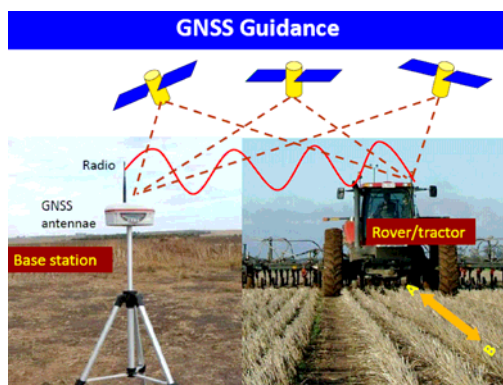 GNSS Guidance
Radio
GNSS
antennae
Base station
Rover/tractor
A
B